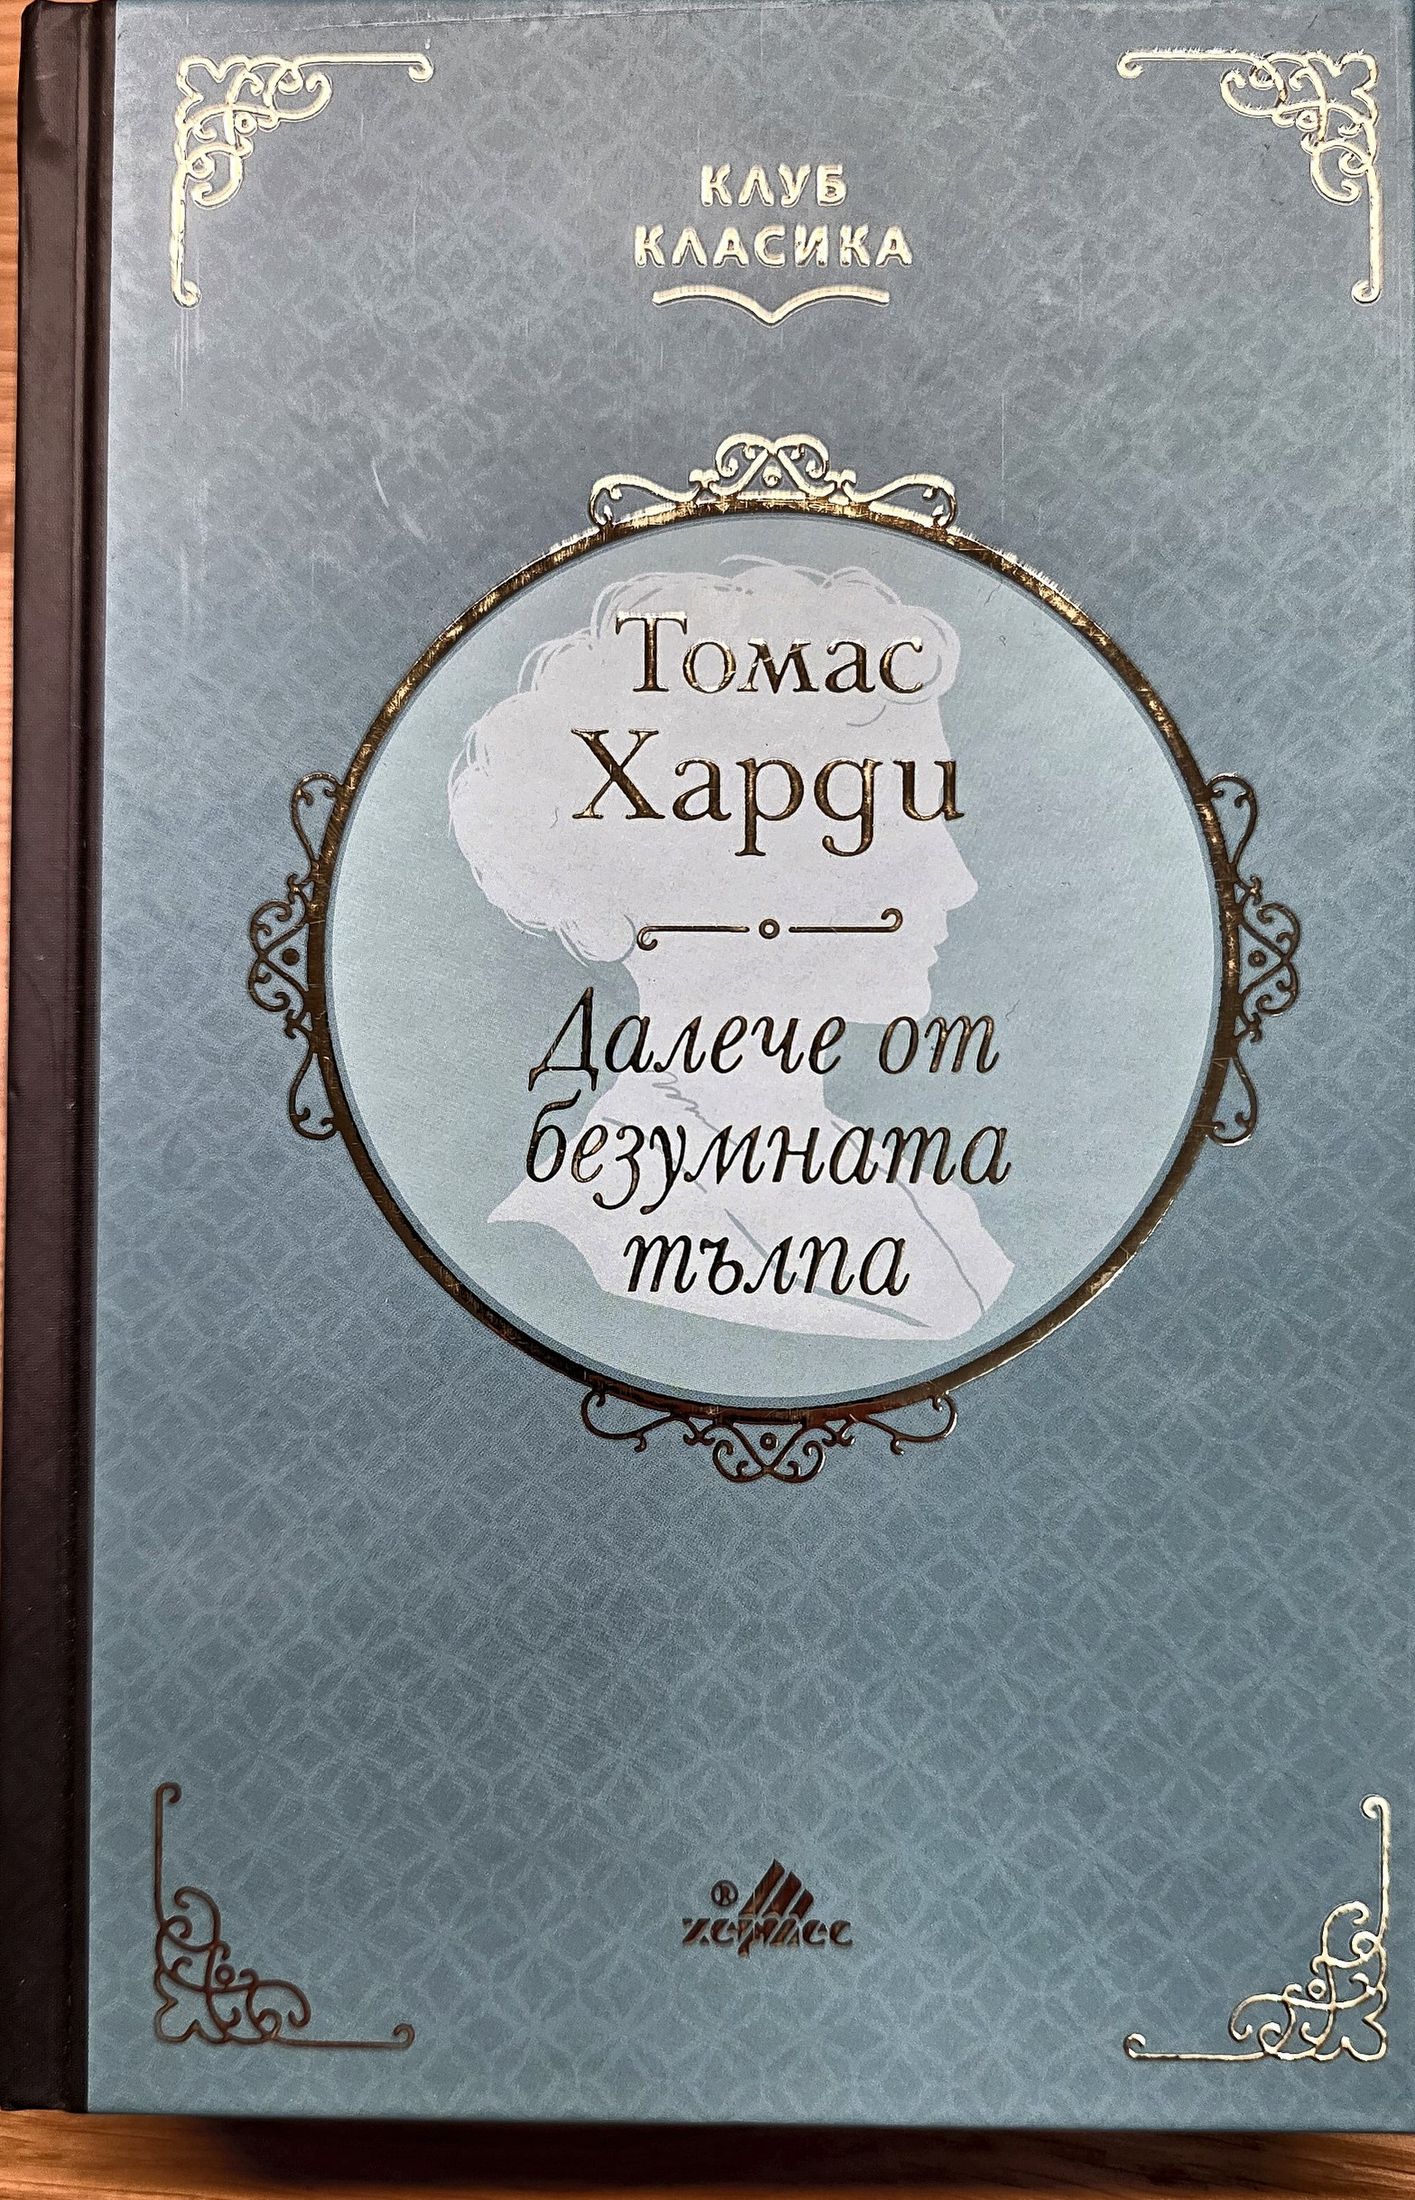 КЛУБ
КЛАСИКА
Томас
Харди
Далече от
безумната
тълпа
®
хермес